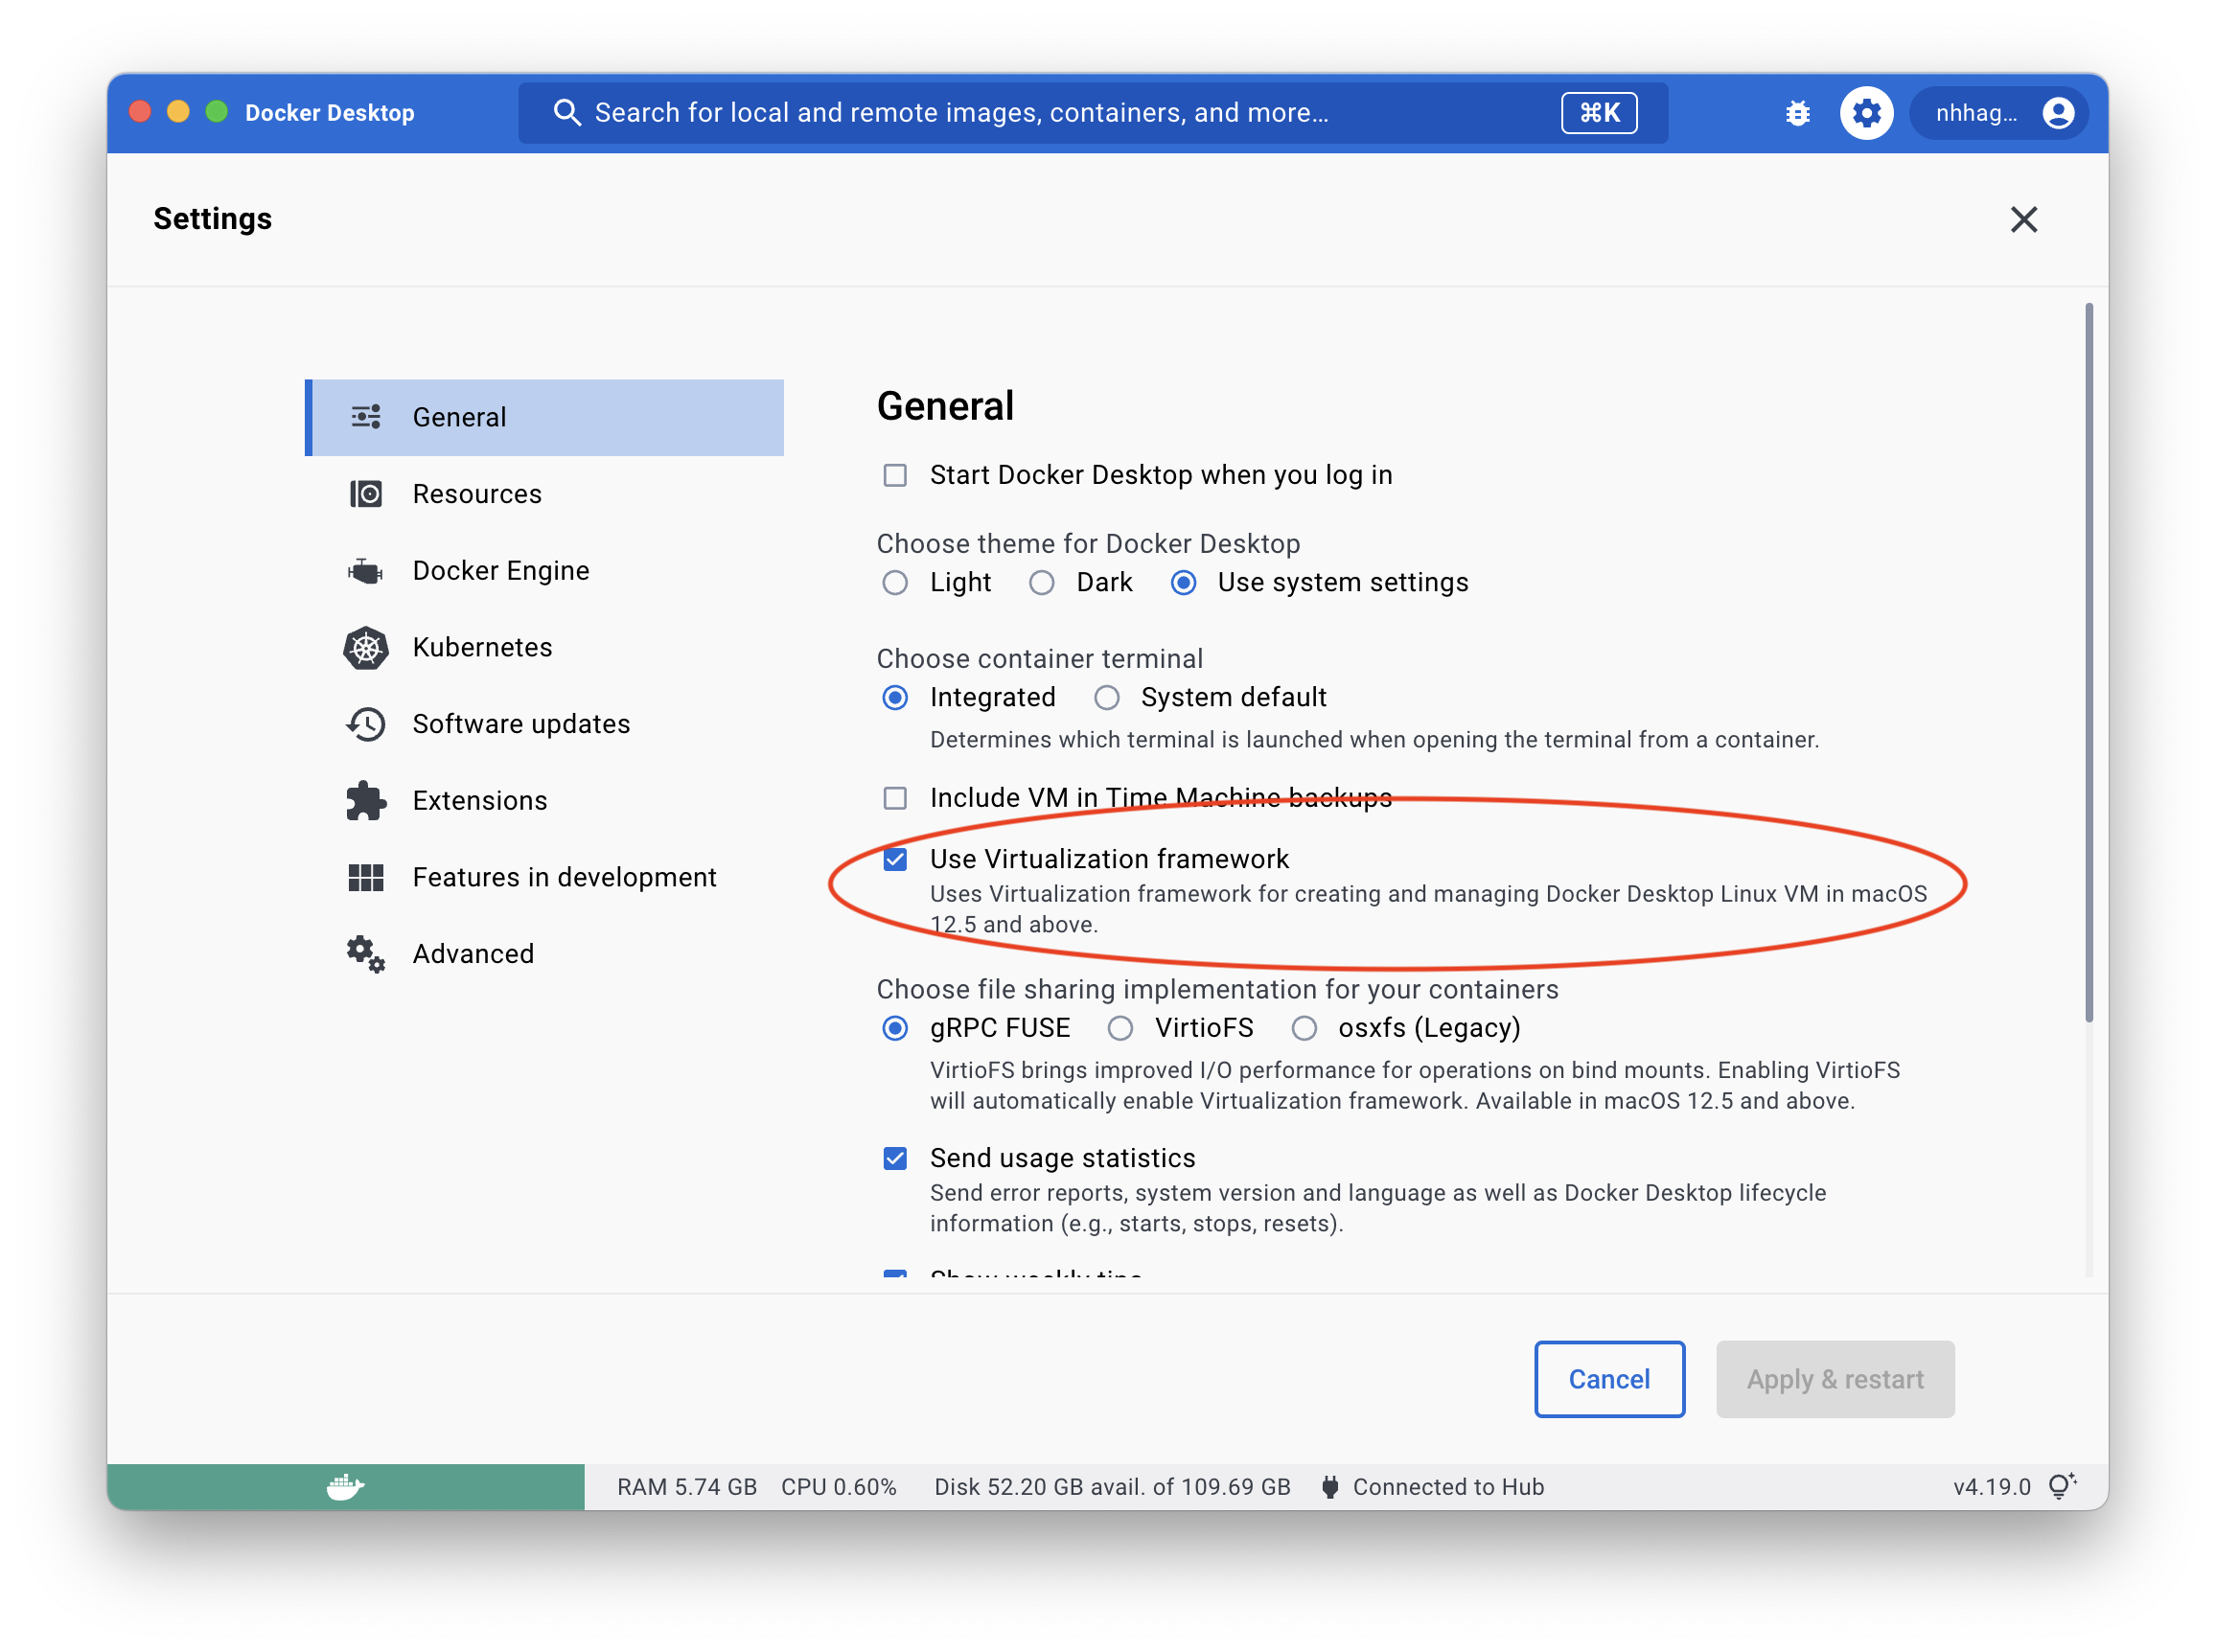 Docker Desktop
Search for local and remote images, containers, and more...
⌘K
nhhag...
Settings
General
Resources
Docker Engine
Kubernetes
Software updates
Extensions
Features in development
Advanced
General
Start Docker Desktop when you log in
Choose theme for Docker Desktop
Light Dark Use system settings
Choose container terminal
Integrated System default
Determines which terminal is launched when opening the terminal from a container.
Include VM in Time Machine backups
Use Virtualization framework
Uses Virtualization framework for creating and managing Docker Desktop Linux VM in macOS
12.5 and above.
Choose file sharing implementation for your containers
gRPC FUSE VirtioFS osxfs (Legacy)
VirtioFS brings improved I/O performance for operations on bind mounts. Enabling VirtioFS
will automatically enable Virtualization framework. Available in macOS 12.5 and above.
Send usage statistics
Send error reports, system version and language as well as Docker Desktop lifecycle
information (e.g., starts, stops, resets).
Show weekly tips
Cancel Apply & restart
RAM 5.74 GB CPU 0.60% Disk 52.20 GB avail. of 109.69 GB Connected to Hub v4.19.0